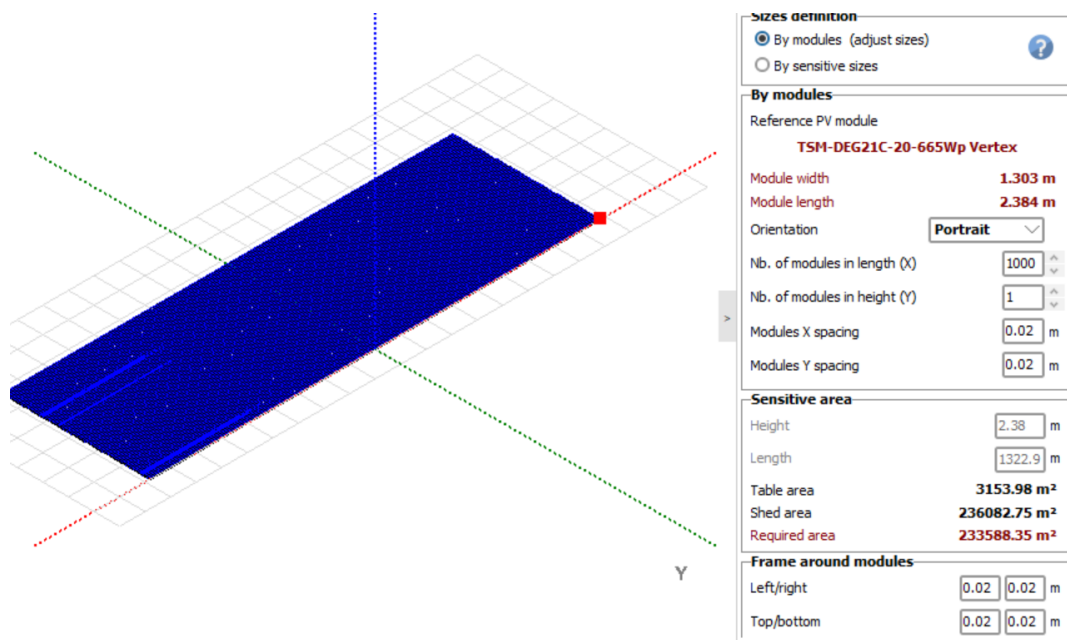 Sizes definition
By modules (adjust sizes)
By sensitive sizes
?
By modules
Reference PV module
TSM-DEG21C-20-665Wp Vertex
Module width 1.303 m
Module length 2.384 m
Orientation Portrait
Nb. of modules in length (X) 1000
Nb. of modules in height (Y) 1
Modules X spacing 0.02 m
Modules Y spacing 0.02 m
>
Sensitive area
Height 2.38 m
Length 1322.9 m
Table area 3153.98 m²
Shed area 236082.75 m²
Required area 233588.35 m²
Frame around modules
Left/right 0.02 0.02 m
Top/bottom 0.02 0.02 m
Y